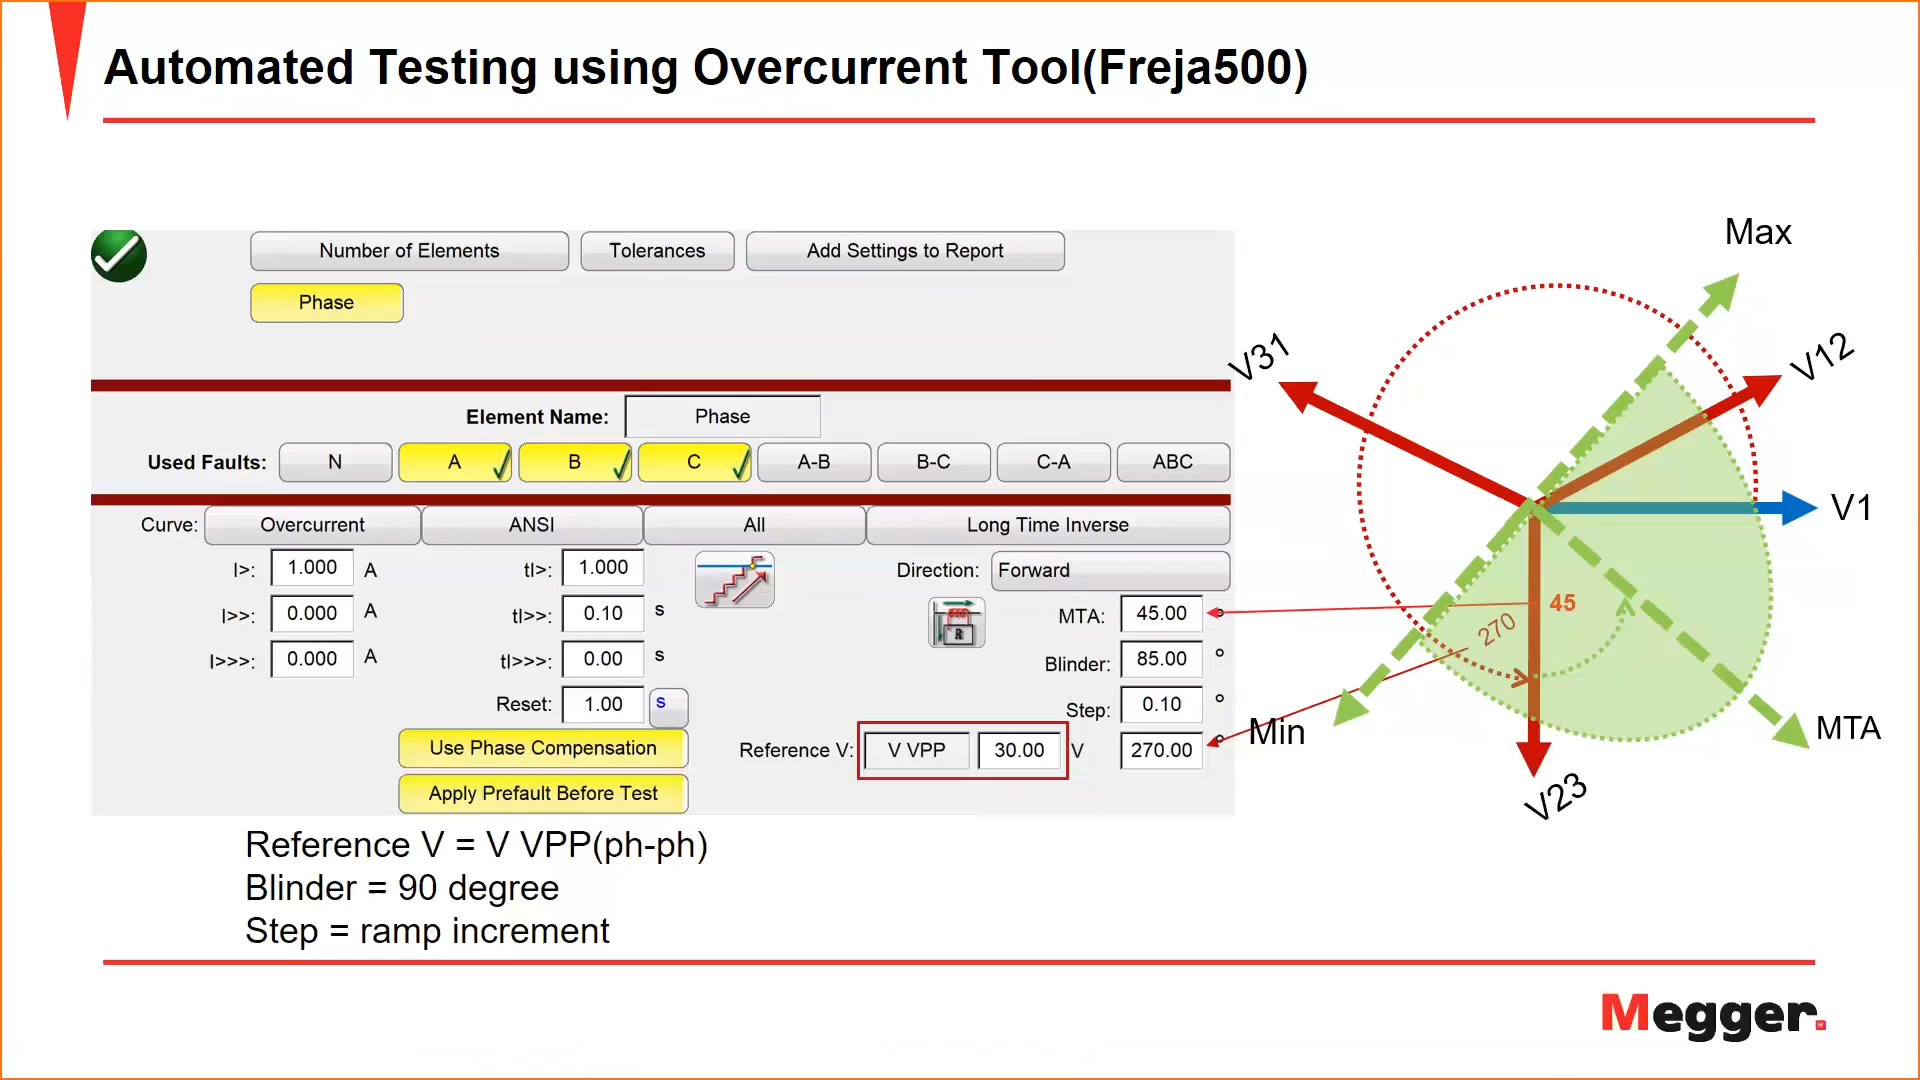 Automated Testing using Overcurrent Tool(Freja500)
Number of Elements Tolerances Add Settings to Report
Phase
Element Name: Phase
Used Faults: N A B C A-B B-C C-A ABC
Curve: Overcurrent ANSI All Long Time Inverse
I>: 1.000 A tI>: 1.000 Direction: Forward
I>>: 0.000 A tI>>: 0.10 s MTA: 45.00 °
I>>>: 0.000 A tI>>>: 0.00 s Blinder: 85.00 °
Reset: 1.00 s Step: 0.10 °
Use Phase Compensation Reference V: V VPP 30.00 V 270.00 °
Apply Prefault Before Test
R
Max
V31
V12
V1
45
270
Min
MTA
V23
Reference V = V VPP(ph-ph)
Blinder = 90 degree
Step = ramp increment
Megger.